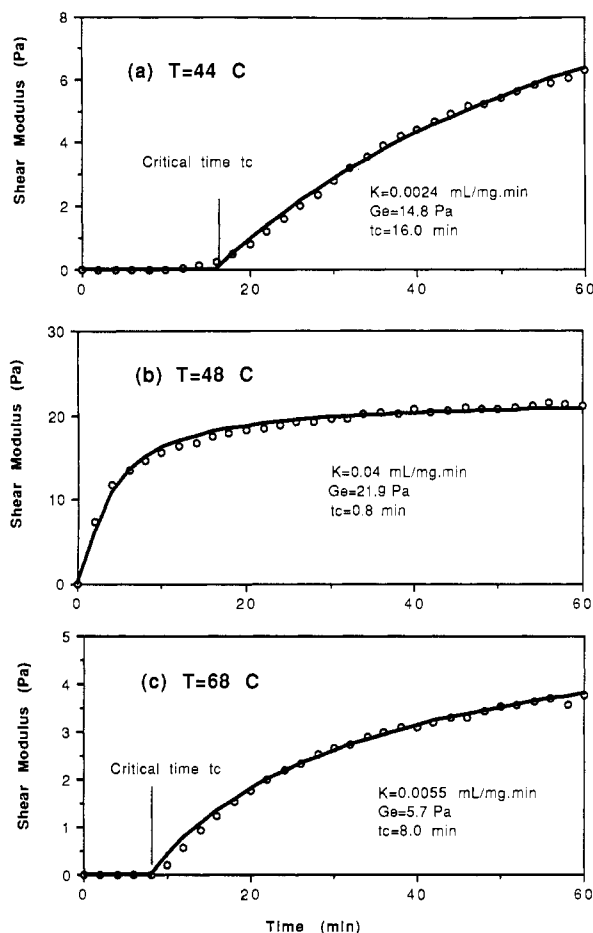 Shear Modulus (Pa)
8
6
4
2
0
(a) T=44 C
Critical time tc
K=0.0024 mL/mg.min
Ge=14.8 Pa
tc=16.0 min
0
20
40
60
Shear Modulus (Pa)
30
20
10
0
(b) T=48 C
K=0.04 mL/mg.min
Ge=21.9 Pa
tc=0.8 min
0
20
40
60
Shear Modulus (Pa)
5
4
3
2
1
0
(c) T=68 C
Critical time tc
K=0.0055 mL/mg.min
Ge=5.7 Pa
tc=8.0 min
0
20
40
60
Time (min)